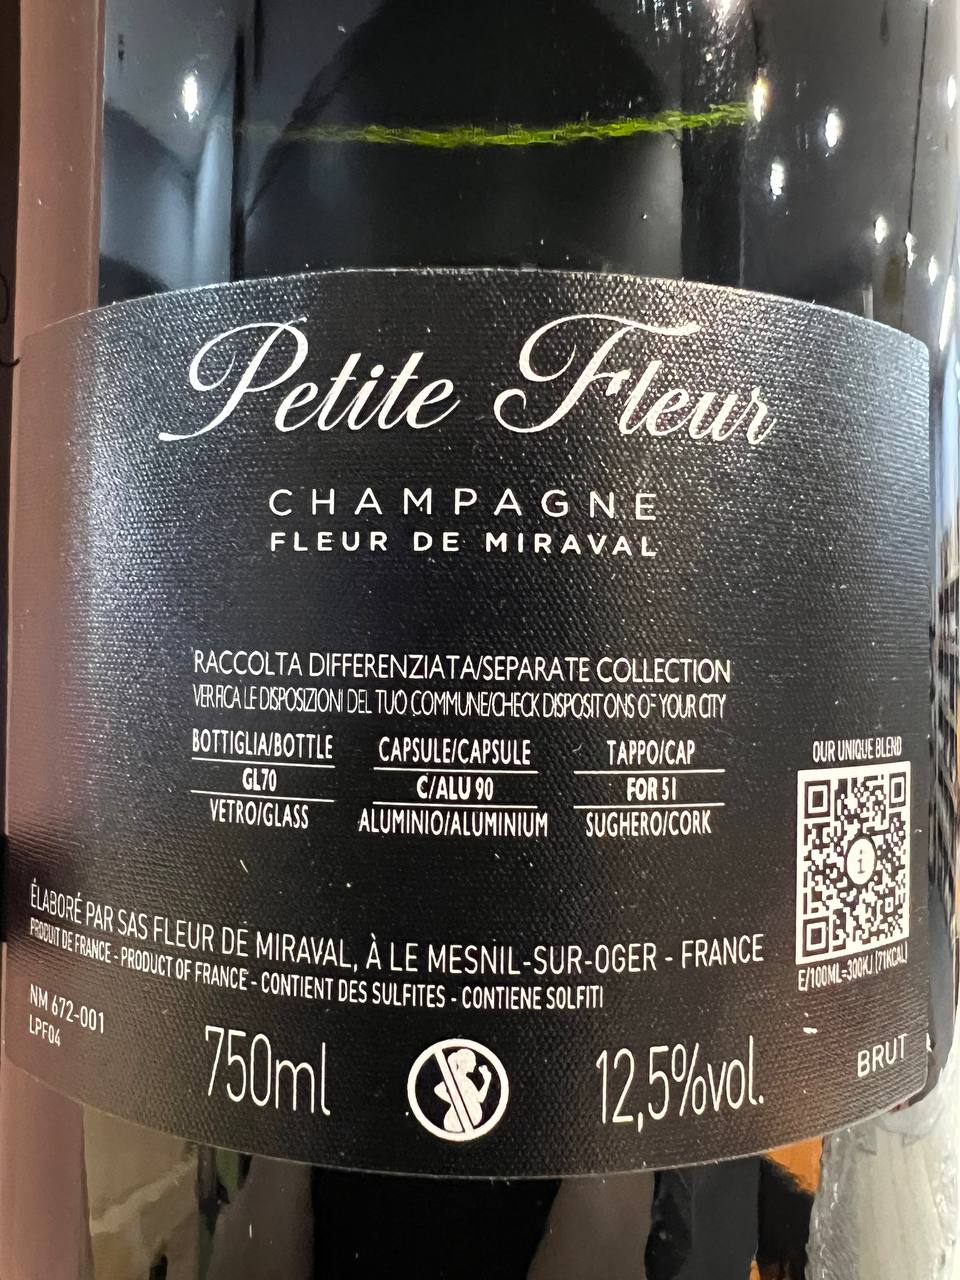 Petite Fleur
CHAMPAGNE
FLEUR DE MIRAVAL
RACCOLTA DIFFERENZIATA/SEPARATE COLLECTION
VERIFICA LE DISPOSIZIONI DEL TUO COMMUNE/CHECK DISPOSITONS OF YOUR CITY
BOTTIGLIA/BOTTLE CAPSULE/CAPSULE TAPPO/CAP
GL70 C/ALU 90 FOR 51
VETRO/GLASS ALUMINIO/ALUMINIUM SUGHERO/CORK
OUR UNIQUE BLEND
i
E/100ML=300KJ (71KCAL)
ÉLABORÉ PAR SAS FLEUR DE MIRAVAL, À LE MESNIL-SUR-OGER - FRANCE
PRODUIT DE FRANCE - PRODUCT OF FRANCE - CONTIENT DES SULFITES - CONTIENE SOLFITI
NM 672-001
LPF04
750ml 12,5%vol.
BRUT